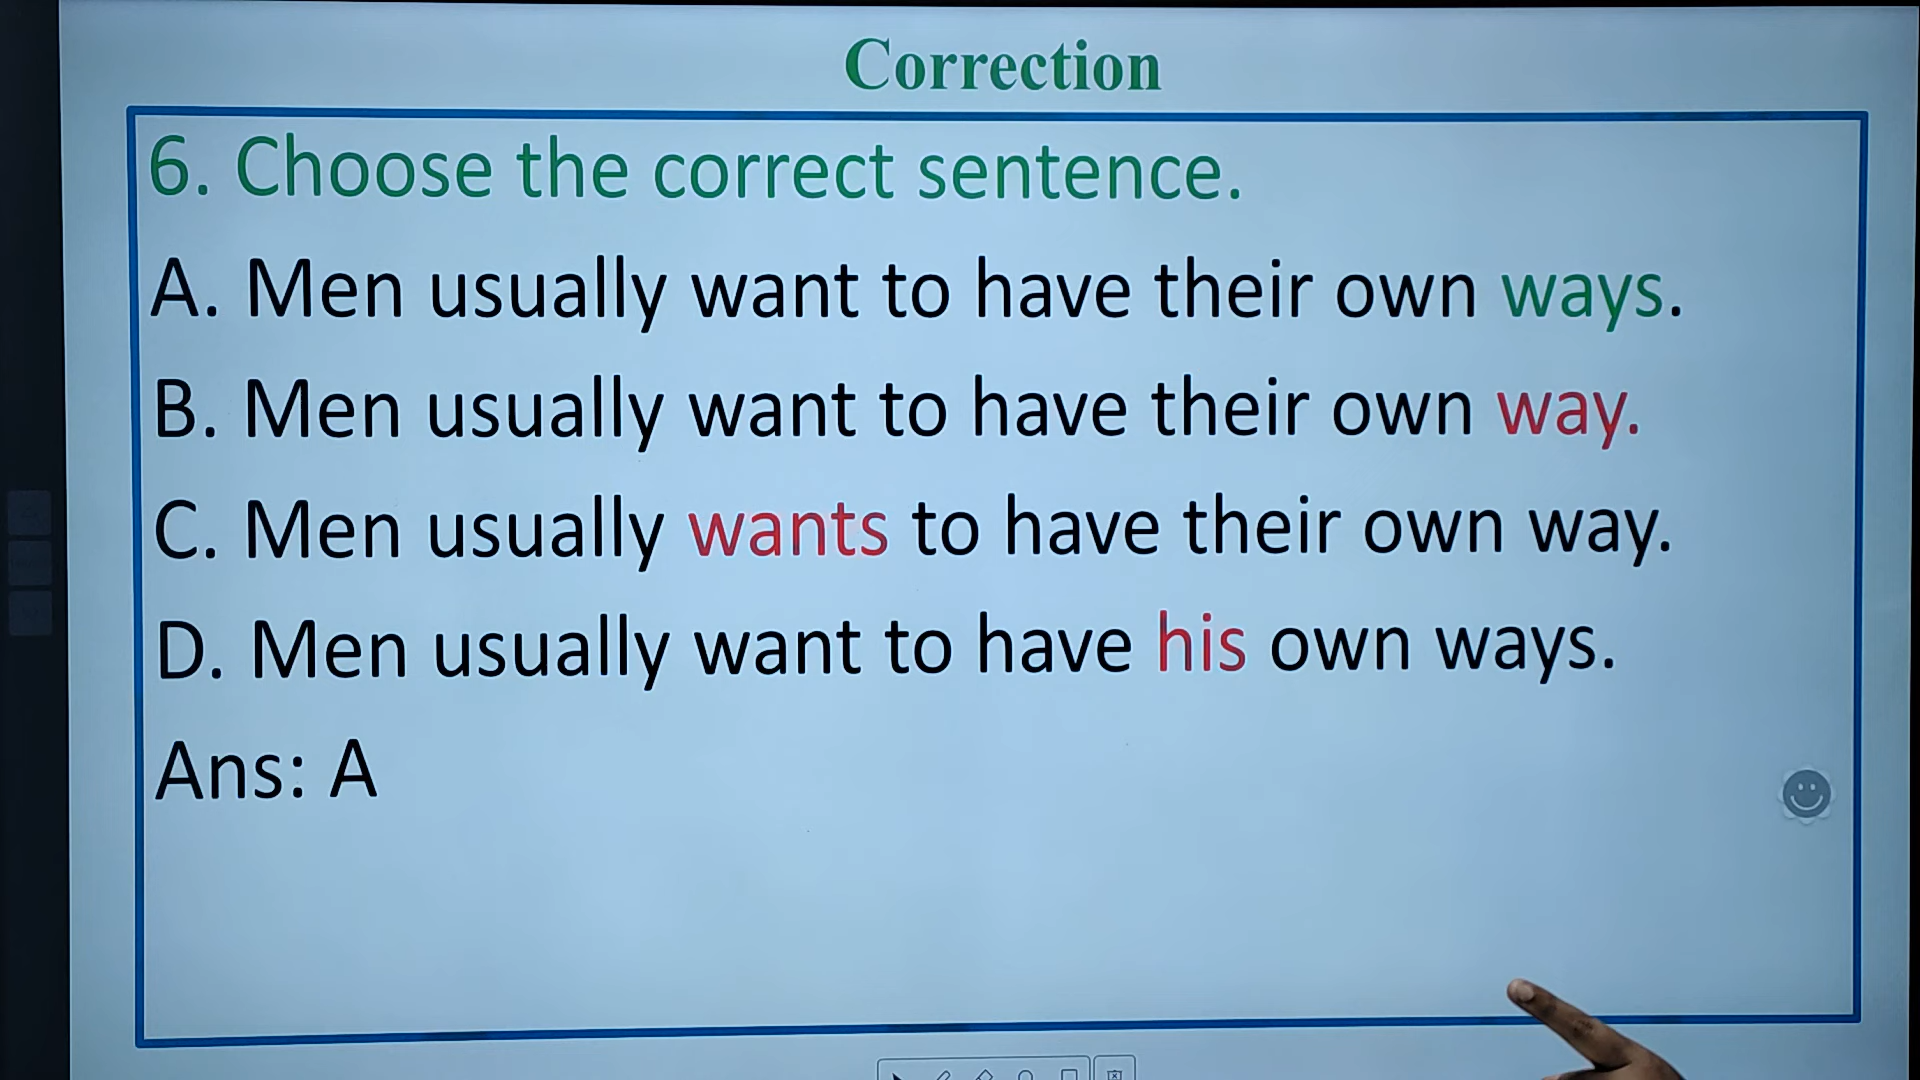 Correction
6. Choose the correct sentence.
A. Men usually want to have their own ways.
B. Men usually want to have their own way.
C. Men usually wants to have their own way.
D. Men usually want to have his own ways.
Ans: A